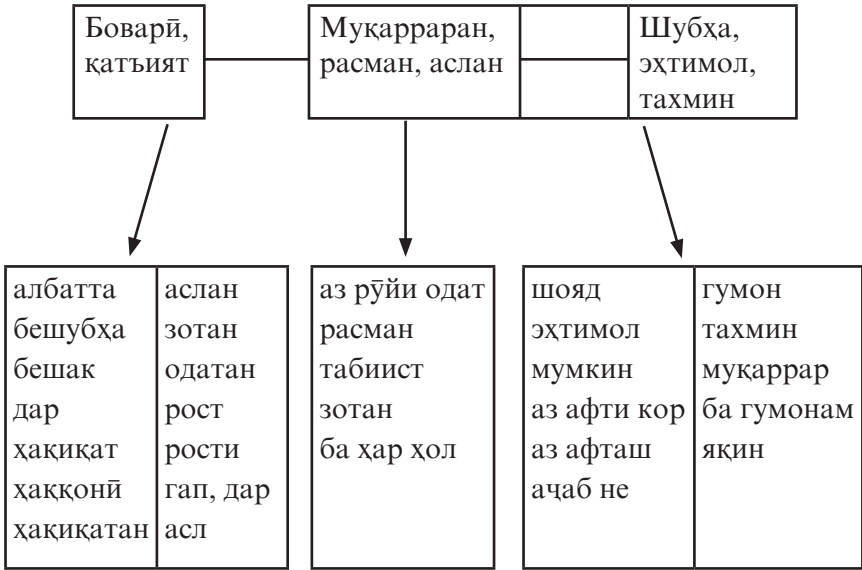 Боварӣ,
қатъият
Муқарраран,
расман, аслан
Шубҳа,
эҳтимол,
тахмин
албатта
бешубҳа
бешак
дар
ҳақиқат
ҳаққонӣ
ҳақиқатан
аслан
зотан
одатан
рост
рости
гап, дар
асл
аз рӯйи одат
расман
табиист
зотан
ба ҳар ҳол
шояд
эҳтимол
мумкин
аз афти кор
аз афташ
аҷаб не
гумон
тахмин
муқаррар
ба гумонам
яқин